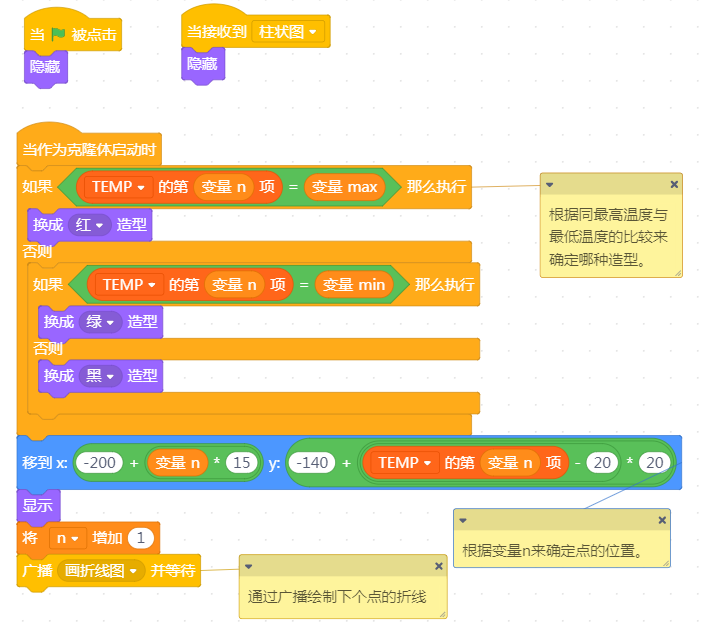 当 被点击
隐藏
当接收到 柱状图
隐藏
当作为克隆体启动时
如果 TEMP 的第 变量 n 项 = 变量 max 那么执行
换成 红 造型
否则
如果 TEMP 的第 变量 n 项 = 变量 min 那么执行
换成 绿 造型
否则
换成 黑 造型
移到 x: -200 + 变量 n * 15 y: -140 + TEMP 的第 变量 n 项 - 20 * 20
显示
将 n 增加 1
广播 画折线图 并等待
根据同最高温度与
最低温度的比较来
确定哪种造型。
根据变量n来确定点的位置。
通过广播绘制下个点的折线